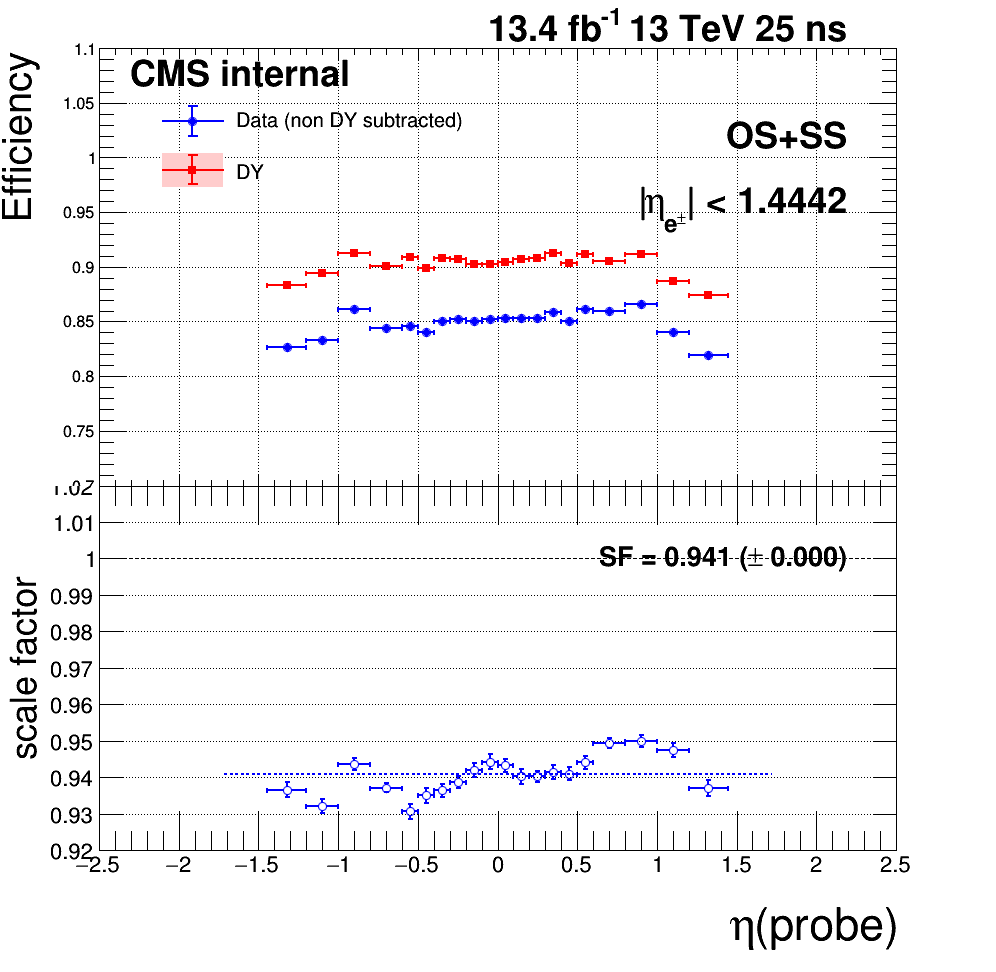 13.4 fb⁻¹ 13 TeV 25 ns
Efficiency
1.1
CMS internal
1.05
Data (non DY subtracted)
OS+SS
1
DY
0.95
|η_e±| < 1.4442
0.9
0.85
0.8
0.75
1.02
1.01
1
SF = 0.941 (± 0.000)
scale factor
0.99
0.98
0.97
0.96
0.95
0.94
0.93
0.92
−2.5 −2 −1.5 −1 −0.5 0 0.5 1 1.5 2 2.5
η(probe)